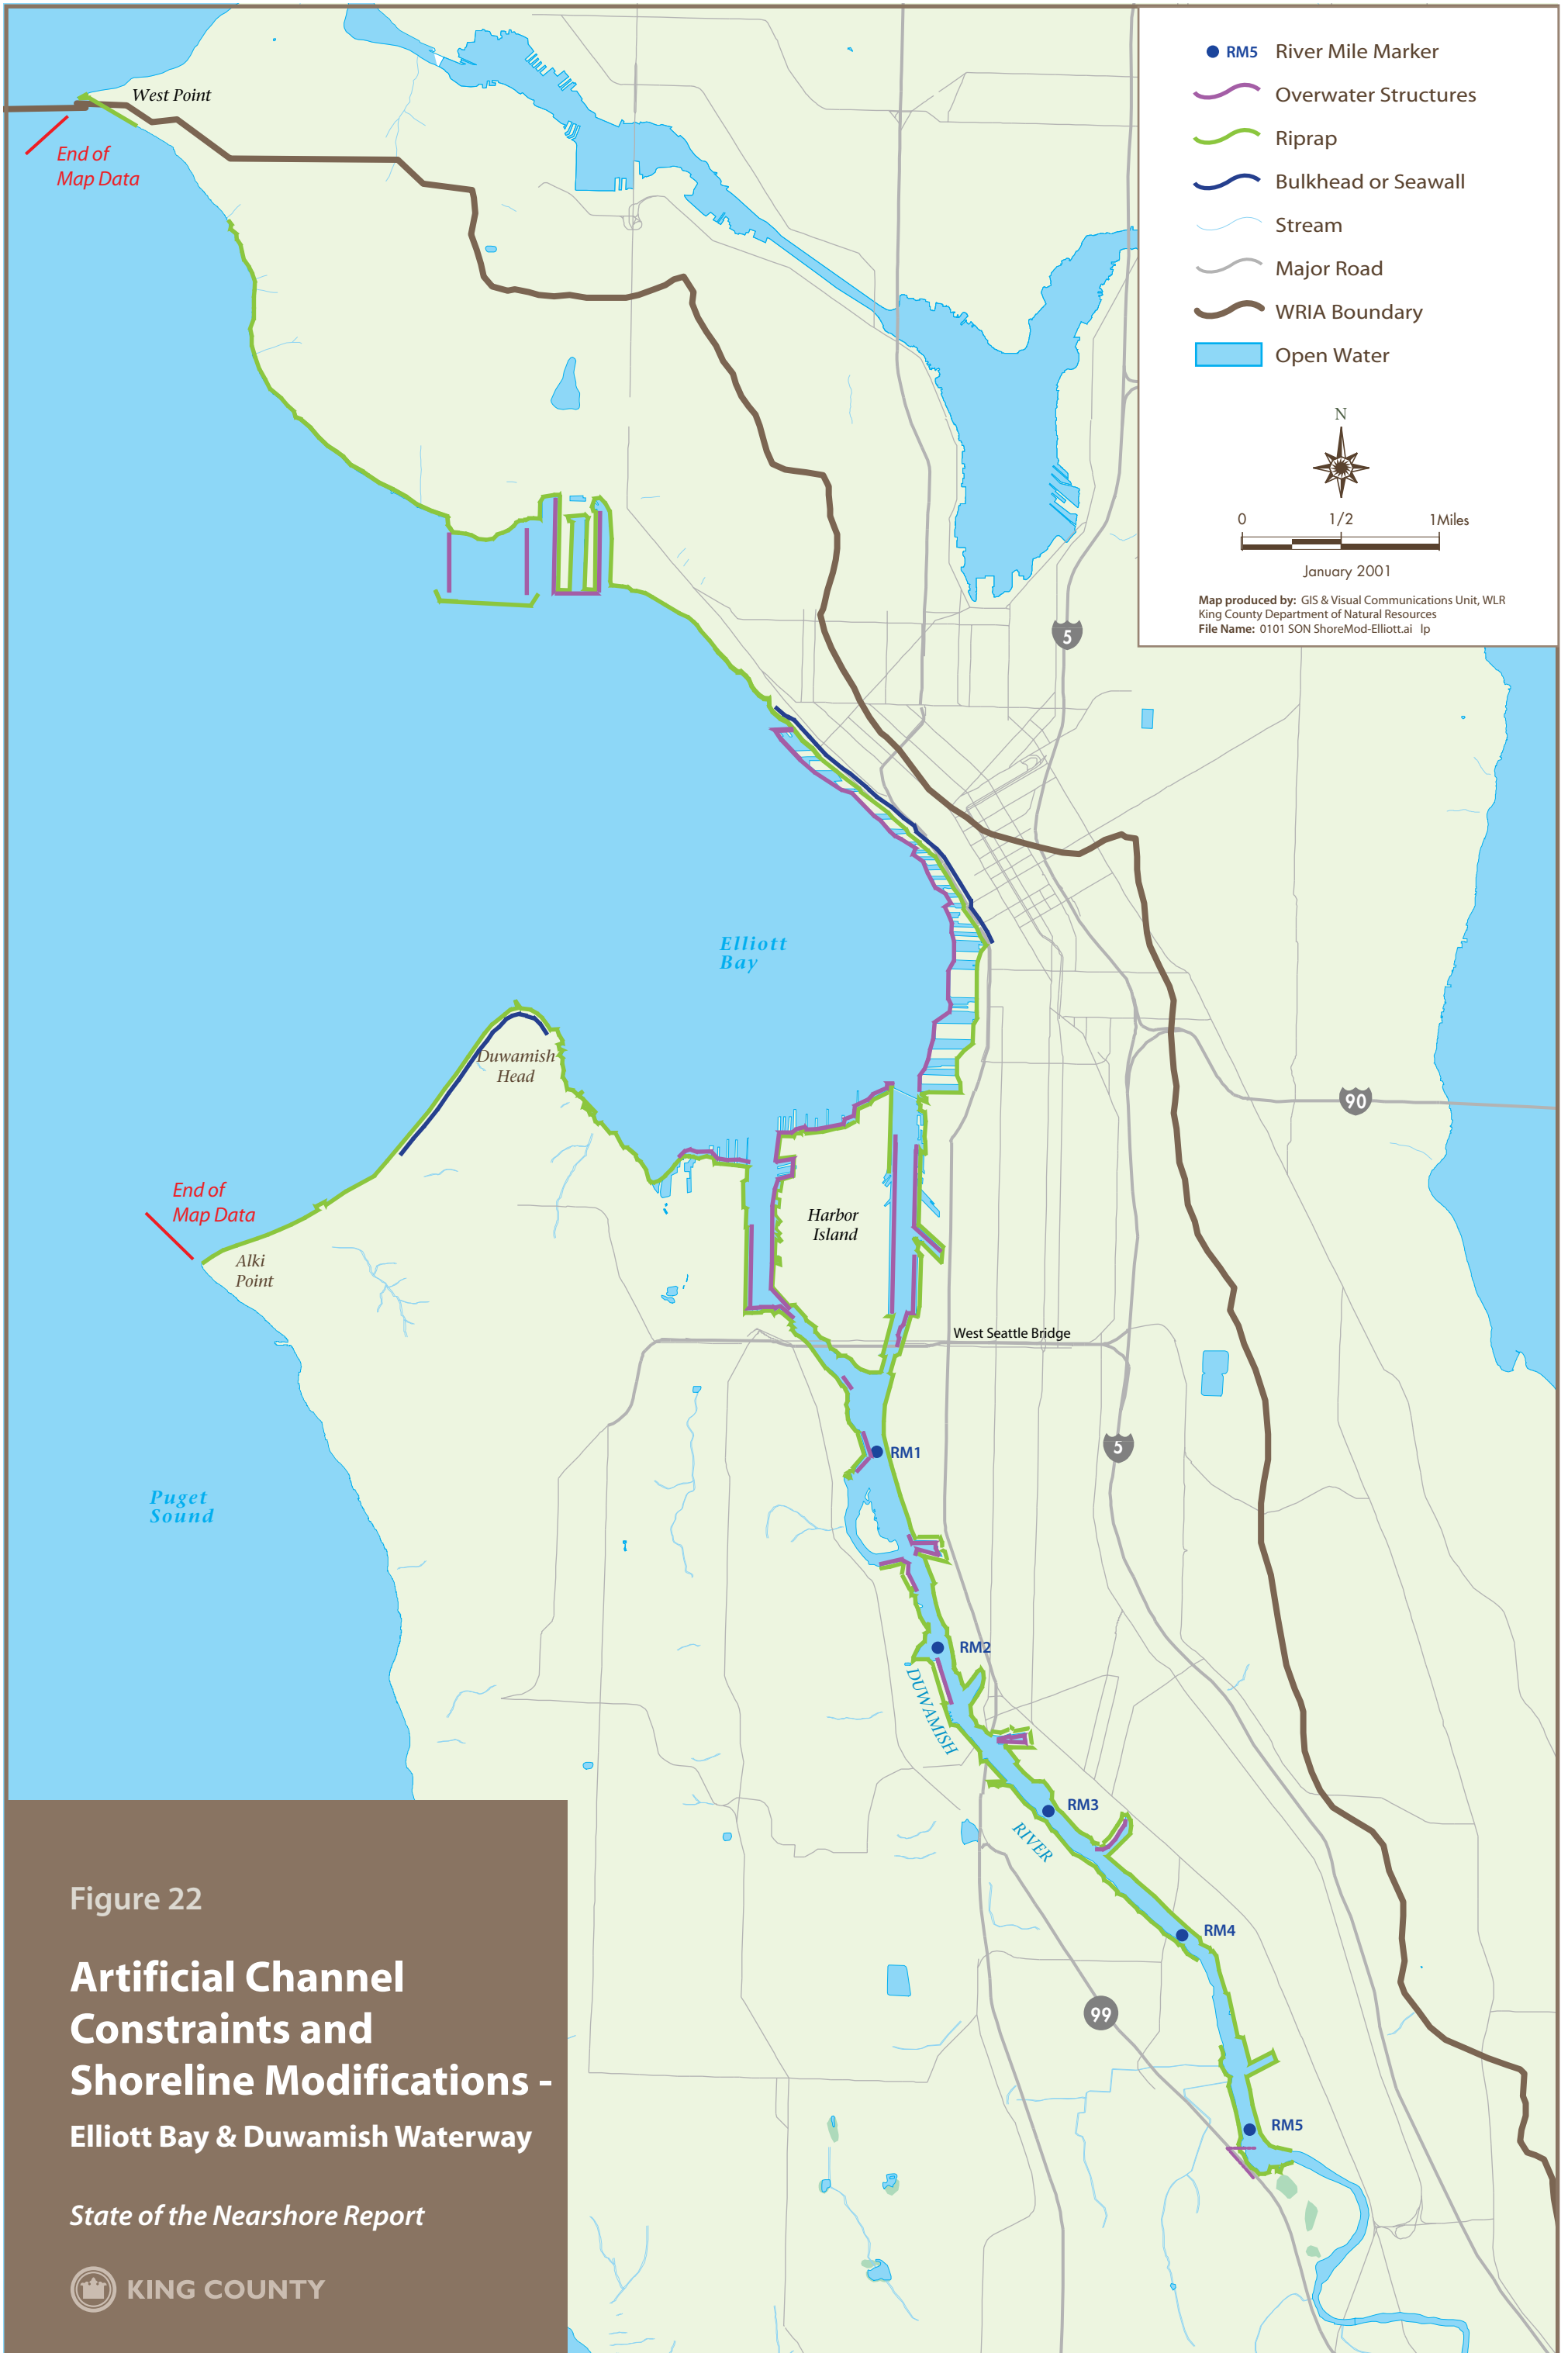 West Point
End of
Map Data
RM5 River Mile Marker
Overwater Structures
Riprap
Bulkhead or Seawall
Stream
Major Road
WRIA Boundary
Open Water
N
0 1/2 1Miles
January 2001
Map produced by: GIS & Visual Communications Unit, WLR
King County Department of Natural Resources
File Name: 0101 SON ShoreMod-Elliott.ai lp
5
Elliott
Bay
Duwamish
Head
90
End of
Map Data
Harbor
Island
Alki
Point
West Seattle Bridge
5
RM1
Puget
Sound
RM2
DUWAMISH
RM3
RIVER
RM4
99
RM5
Figure 22
Artificial Channel
Constraints and
Shoreline Modifications -
Elliott Bay & Duwamish Waterway
State of the Nearshore Report
KING COUNTY